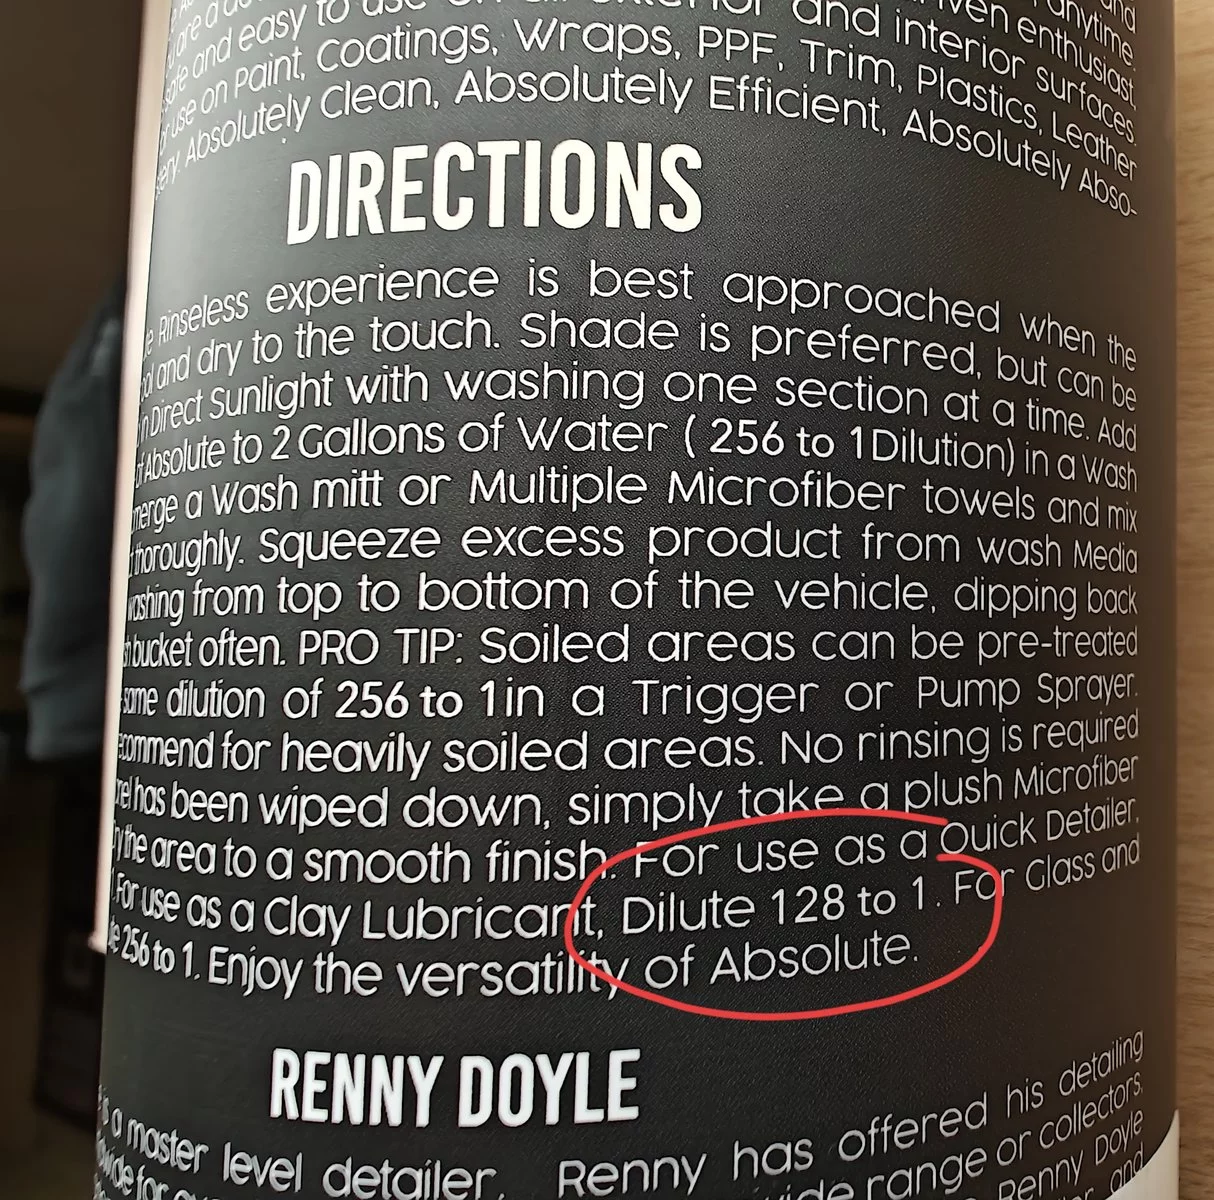 and
are a anytime.
safe and easy to use on all exterior and interior surfaces. enthusiast,
use on Paint, Coatings, Wraps, PPF, Trim, Plastics, Leather
Absolutely Clean, Absolutely Efficient, Absolutely Abso-
DIRECTIONS
Rinseless experience is best approached when the
and dry to the touch. Shade is preferred, but can be
in Direct Sunlight with washing one section at a time. Add
of Absolute to 2 Gallons of Water ( 256 to 1 Dilution) in a Wash
a Wash mitt or Multiple Microfiber towels and mix
thoroughly. Squeeze excess product from wash Media
washing from top to bottom of the vehicle, dipping back
bucket often. PRO TIP: Soiled areas can be pre-treated
same dilution of 256 to 1 in a Trigger or Pump Sprayer.
for heavily soiled areas. No rinsing is required
has been wiped down, simply take a plush Microfiber
the area to a smooth finish. For use as a Quick Detailer,
For use as a Clay Lubricant, Dilute 128 to 1. For Glass and
256 to 1. Enjoy the versatility of Absolute.
RENNY DOYLE
is a master level detailer. Renny has offered his detailing
for range or collectors.
Renny Doyle
and